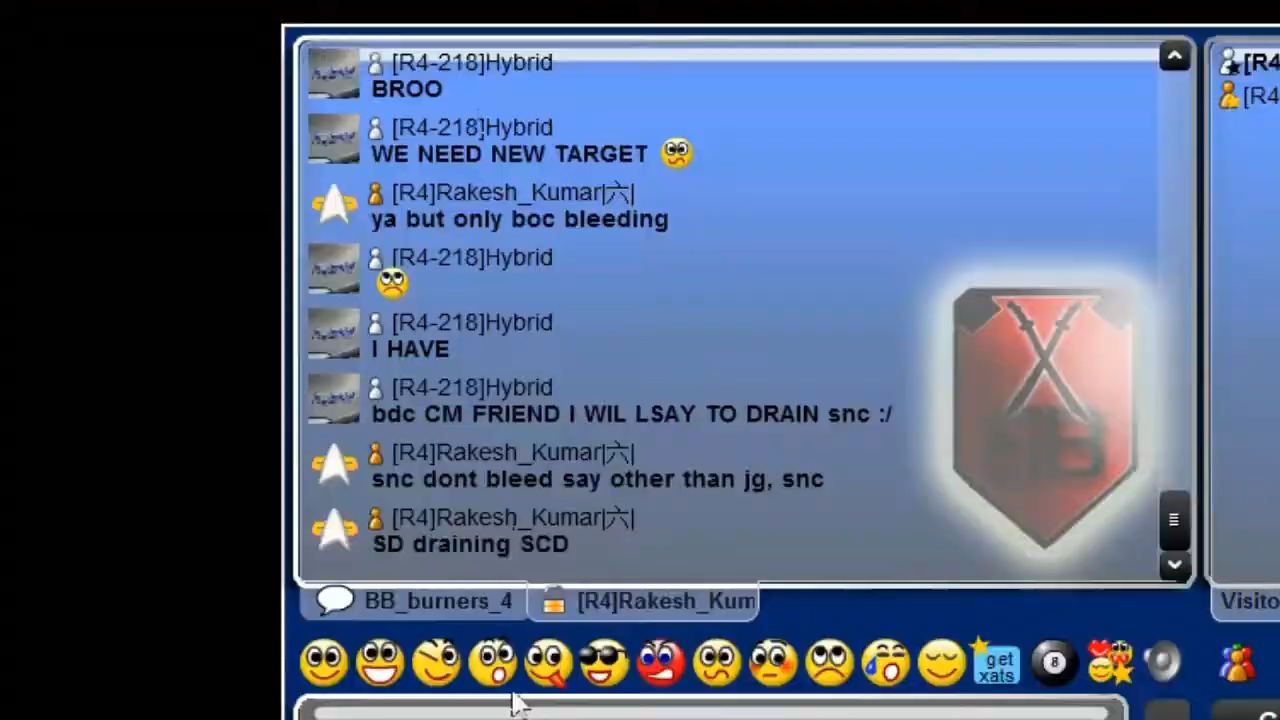 [R4-218]Hybrid
BROO
[R4-218]Hybrid
WE NEED NEW TARGET
[R4]Rakesh_Kumar|六|
ya but only boc bleeding
[R4-218]Hybrid
[R4-218]Hybrid
I HAVE
[R4-218]Hybrid
bdc CM FRIEND I WIL LSAY TO DRAIN snc :/
[R4]Rakesh_Kumar|六|
snc dont bleed say other than jg, snc
[R4]Rakesh_Kumar|六|
SD draining SCD
[R4
[R4
BB_burners_4
[R4]Rakesh_Kum
Visito
get
xats
8